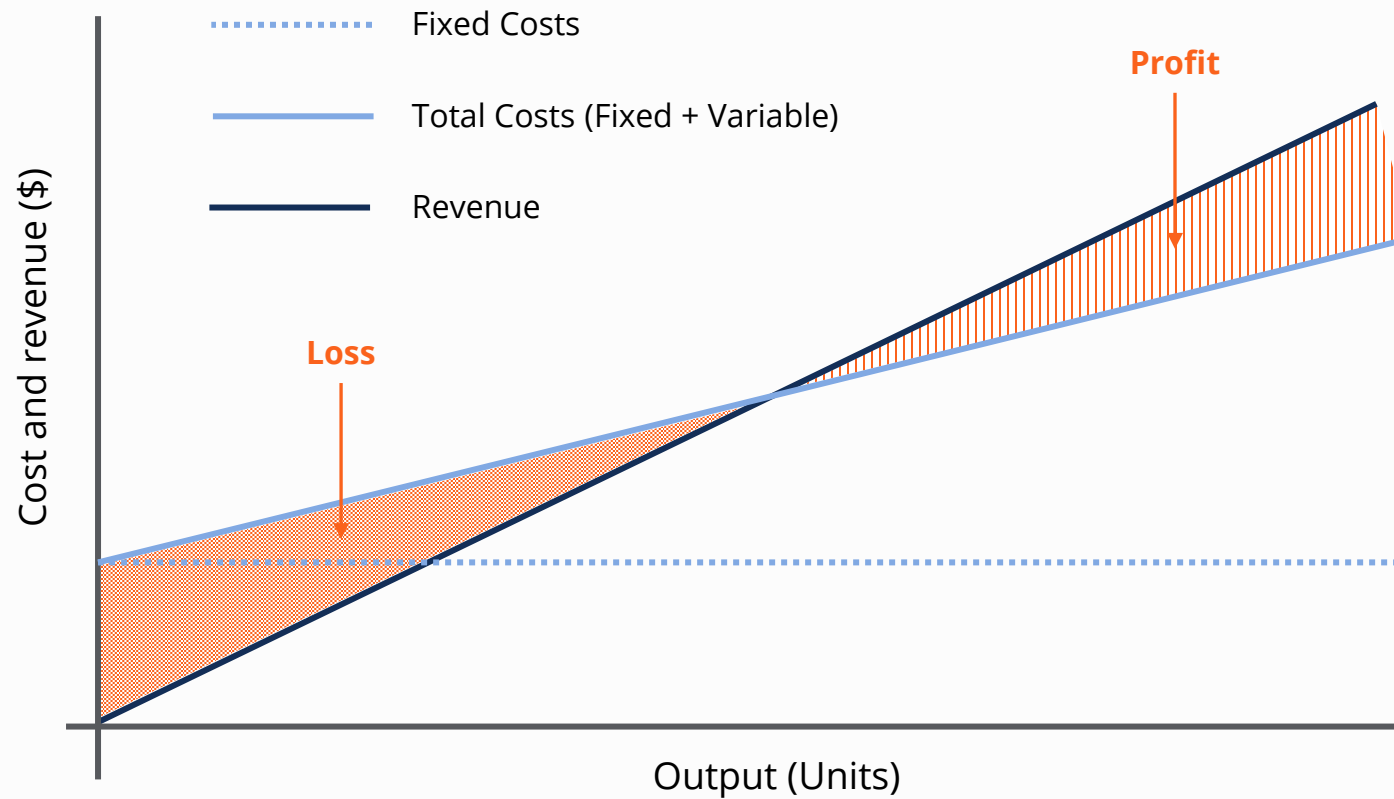 Fixed Costs
Profit
Total Costs (Fixed + Variable)
Revenue
Cost and revenue ($)
Loss
Output (Units)